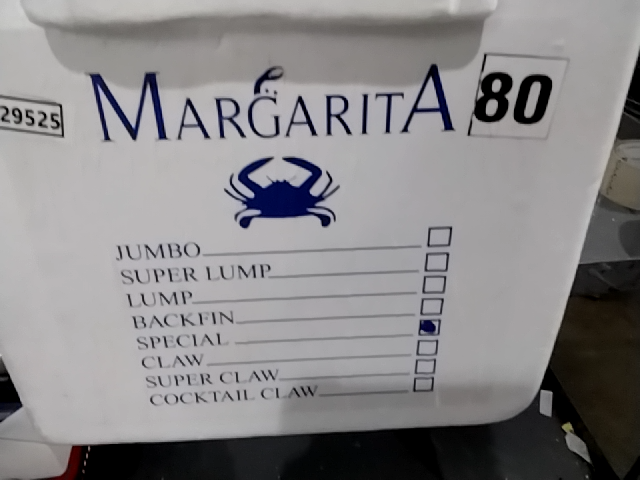 MARGARITA
80
29525
JUMBO
SUPER LUMP
LUMP
BACKFIN
SPECIAL
CLAW
SUPER CLAW
COCKTAIL CLAW